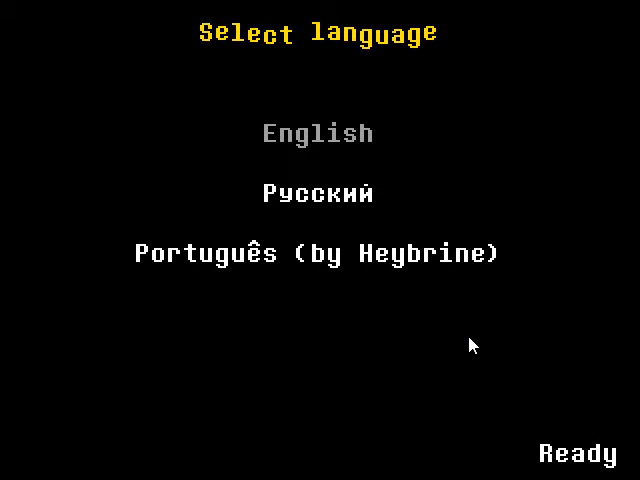 Select language
English
Русский
Português (by Heybrine)
Ready